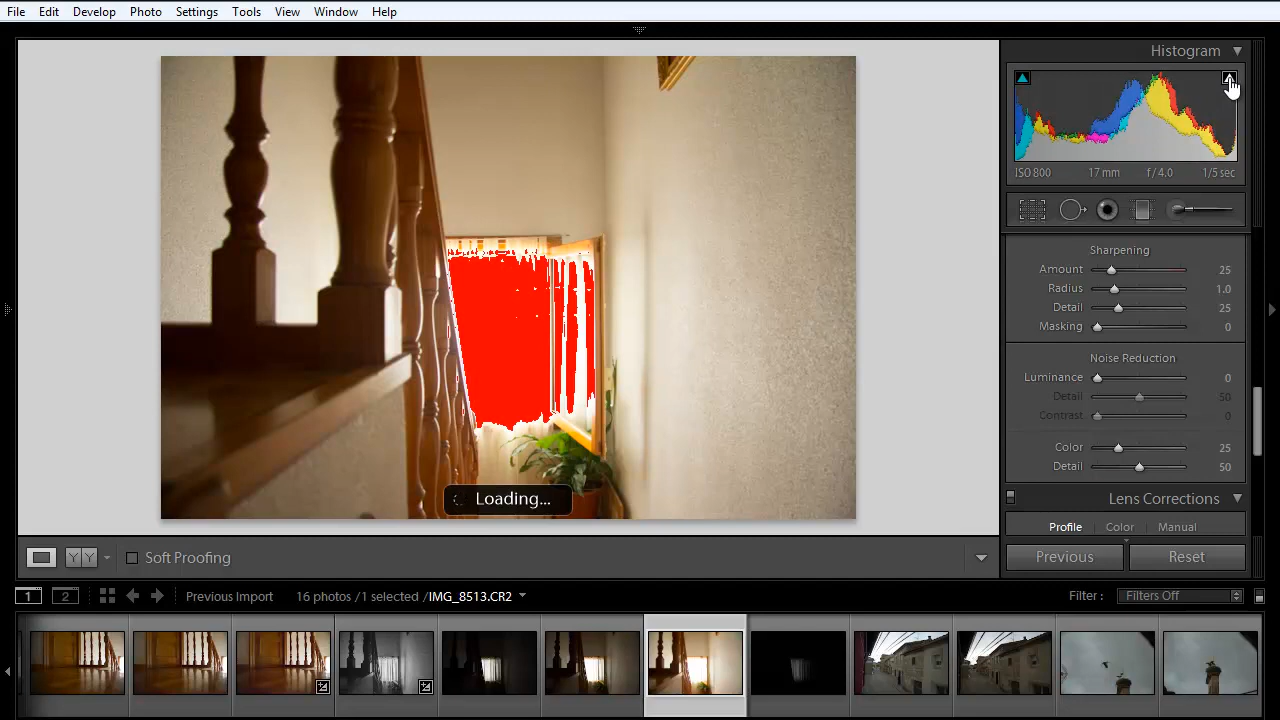 File Edit Develop Photo Settings Tools View Window Help
Histogram
ISO 800 17 mm f / 4.0 1/5 sec
Sharpening
Amount 25
Radius 1.0
Detail 25
Masking 0
Noise Reduction
Luminance 0
Detail 50
Contrast 0
Color 25
Detail 50
Lens Corrections
Profile Color Manual
Loading...
Previous Reset
Y Y Soft Proofing
1 2 Previous Import 16 photos /1 selected /IMG_8513.CR2 Filter : Filters Off